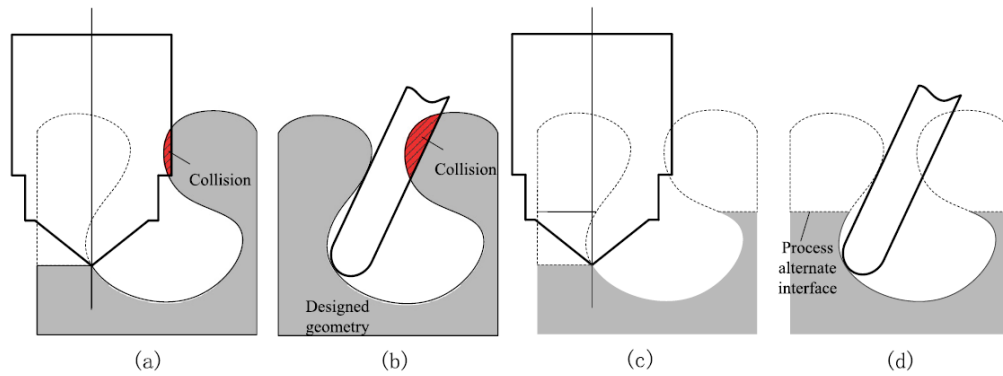 Collision
Collision
Designed
geometry
Process
alternate
interface
(a)
(b)
(c)
(d)